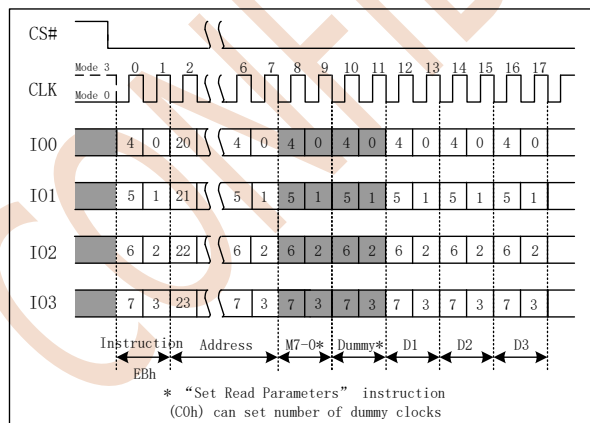 CS#
Mode 3 0 1 2 6 7 8 9 10 11 12 13 14 15 16 17
CLK
Mode 0
IO0 4 0 20 4 0 4 0 4 0 4 0 4 0 4 0
IO1 5 1 21 5 1 5 1 5 1 5 1 5 1 5 1
IO2 6 2 22 6 2 6 2 6 2 6 2 6 2 6 2
IO3 7 3 23 7 3 7 3 7 3 7 3 7 3 7 3
Instruction Address M7-0* Dummy* D1 D2 D3
EBh
* “Set Read Parameters” instruction
(C0h) can set number of dummy clocks